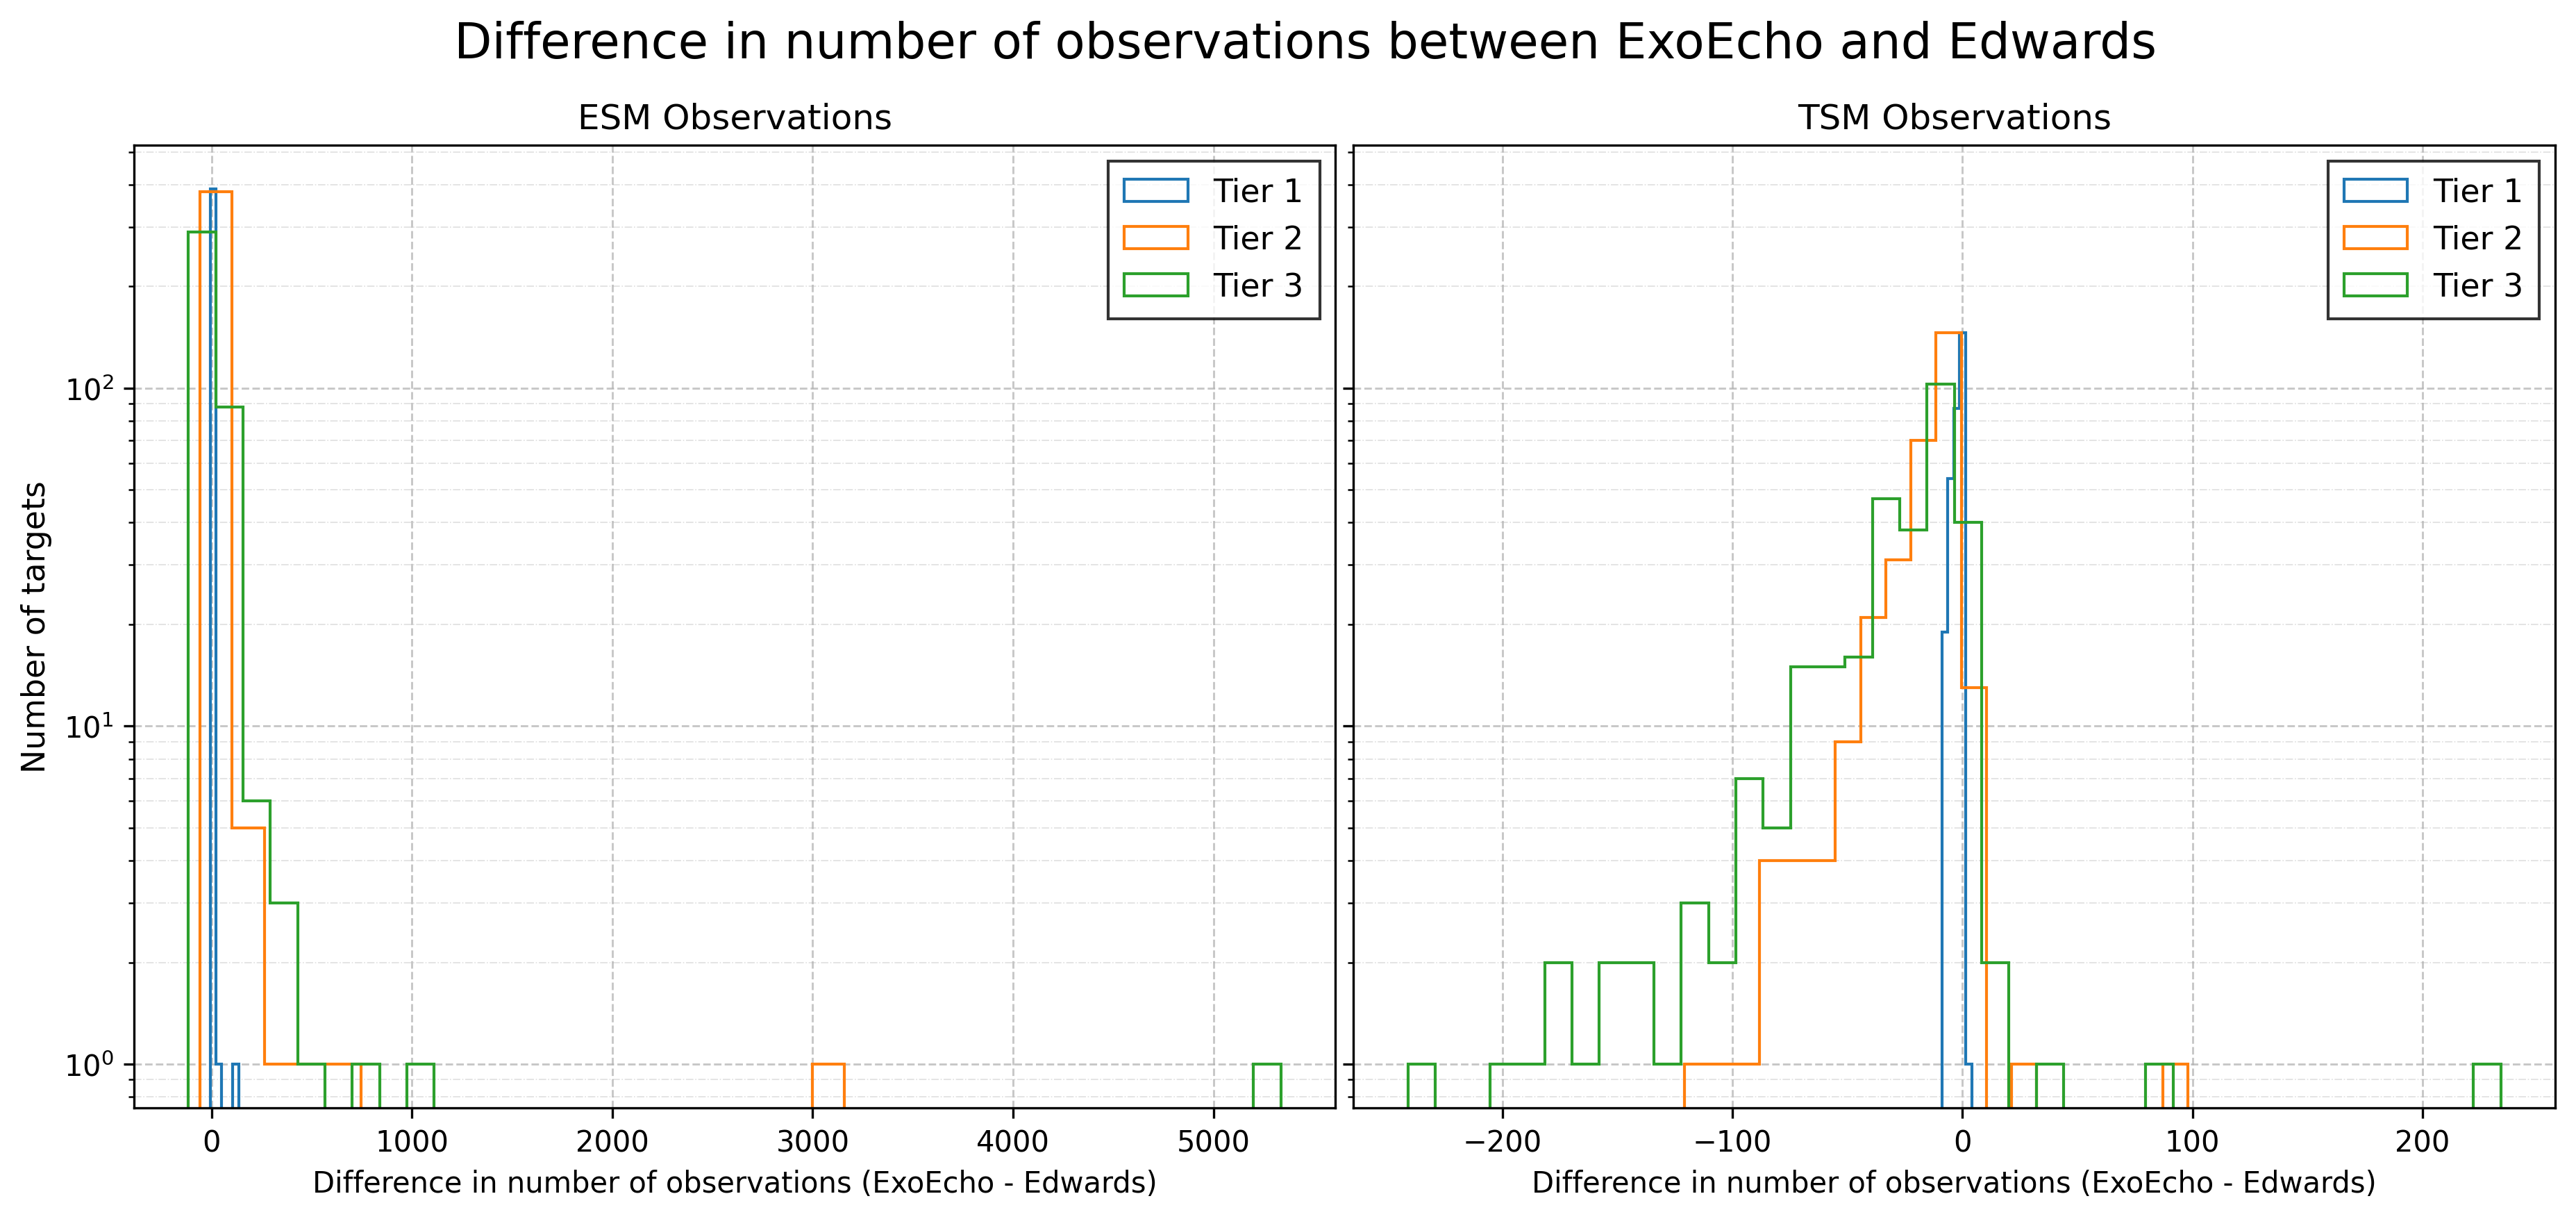 Difference in number of observations between ExoEcho and Edwards
ESM Observations
Tier 1
Tier 2
Tier 3
Number of targets
10²
10¹
10⁰
0 1000 2000 3000 4000 5000
Difference in number of observations (ExoEcho - Edwards)
TSM Observations
Tier 1
Tier 2
Tier 3
−200 −100 0 100 200
Difference in number of observations (ExoEcho - Edwards)